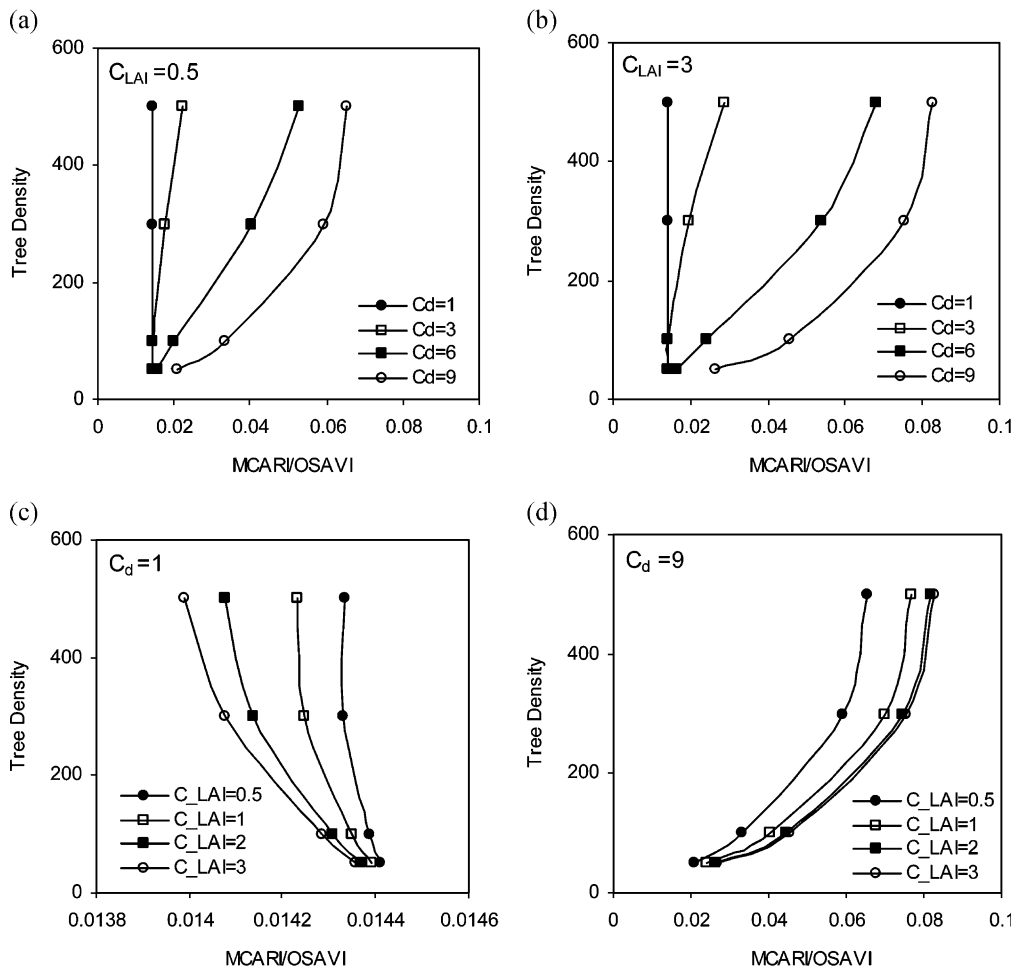 (a)
600
C_LAI =0.5
400
Tree Density
200
Cd=1
Cd=3
Cd=6
Cd=9
0
0 0.02 0.04 0.06 0.08 0.1
MCARI/OSAVI
(b)
600
C_LAI =3
400
Tree Density
200
Cd=1
Cd=3
Cd=6
Cd=9
0
0 0.02 0.04 0.06 0.08 0.1
MCARI/OSAVI
(c)
600
C_d =1
400
Tree Density
200
C_LAI=0.5
C_LAI=1
C_LAI=2
C_LAI=3
0
0.0138 0.014 0.0142 0.0144 0.0146
MCARI/OSAVI
(d)
600
C_d =9
400
Tree Density
200
C_LAI=0.5
C_LAI=1
C_LAI=2
C_LAI=3
0
0 0.02 0.04 0.06 0.08 0.1
MCARI/OSAVI